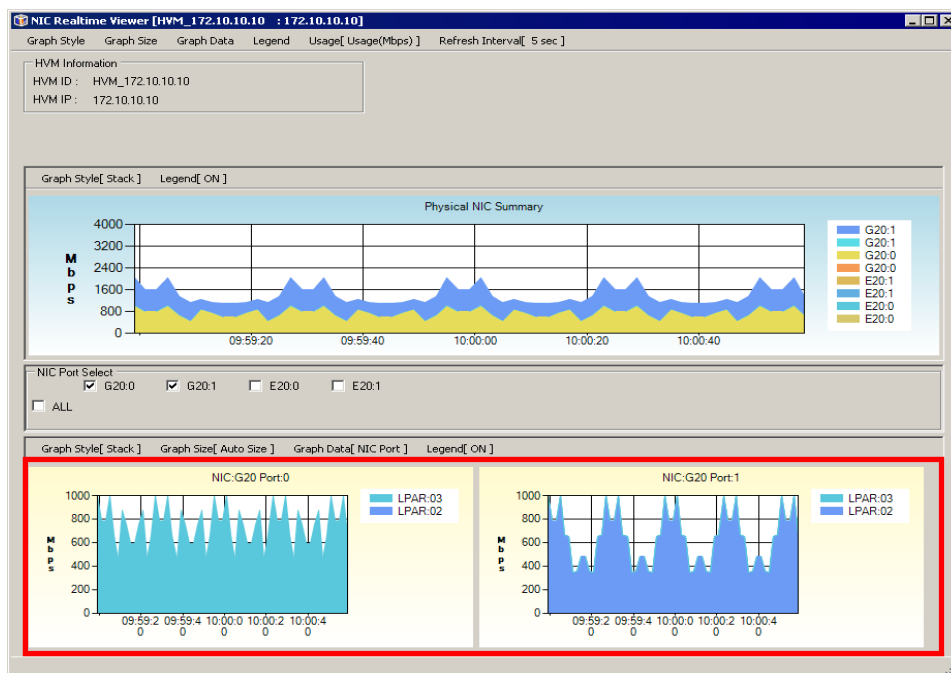 NIC Realtime Viewer [HVM_172.10.10.10 : 172.10.10.10]
Graph Style Graph Size Graph Data Legend Usage[ Usage(Mbps) ] Refresh Interval[ 5 sec ]
HVM Information
HVM ID : HVM_172.10.10.10
HVM IP : 172.10.10.10
Graph Style[ Stack ] Legend[ ON ]
Physical NIC Summary
Mbps
4000
3200
2400
1600
800
0
09:59:20 09:59:40 10:00:00 10:00:20 10:00:40
G20:1
G20:1
G20:0
G20:0
E20:1
E20:1
E20:0
E20:0
NIC Port Select
G20:0 G20:1 E20:0 E20:1
ALL
Graph Style[ Stack ] Graph Size[ Auto Size ] Graph Data[ NIC Port ] Legend[ ON ]
NIC:G20 Port:0
Mbps
1000
800
600
400
200
0
09:59:2 09:59:4 10:00:0 10:00:2 10:00:4
0 0 0 0 0
LPAR:03
LPAR:02
NIC:G20 Port:1
Mbps
1000
800
600
400
200
0
09:59:2 09:59:4 10:00:0 10:00:2 10:00:4
0 0 0 0 0
LPAR:03
LPAR:02